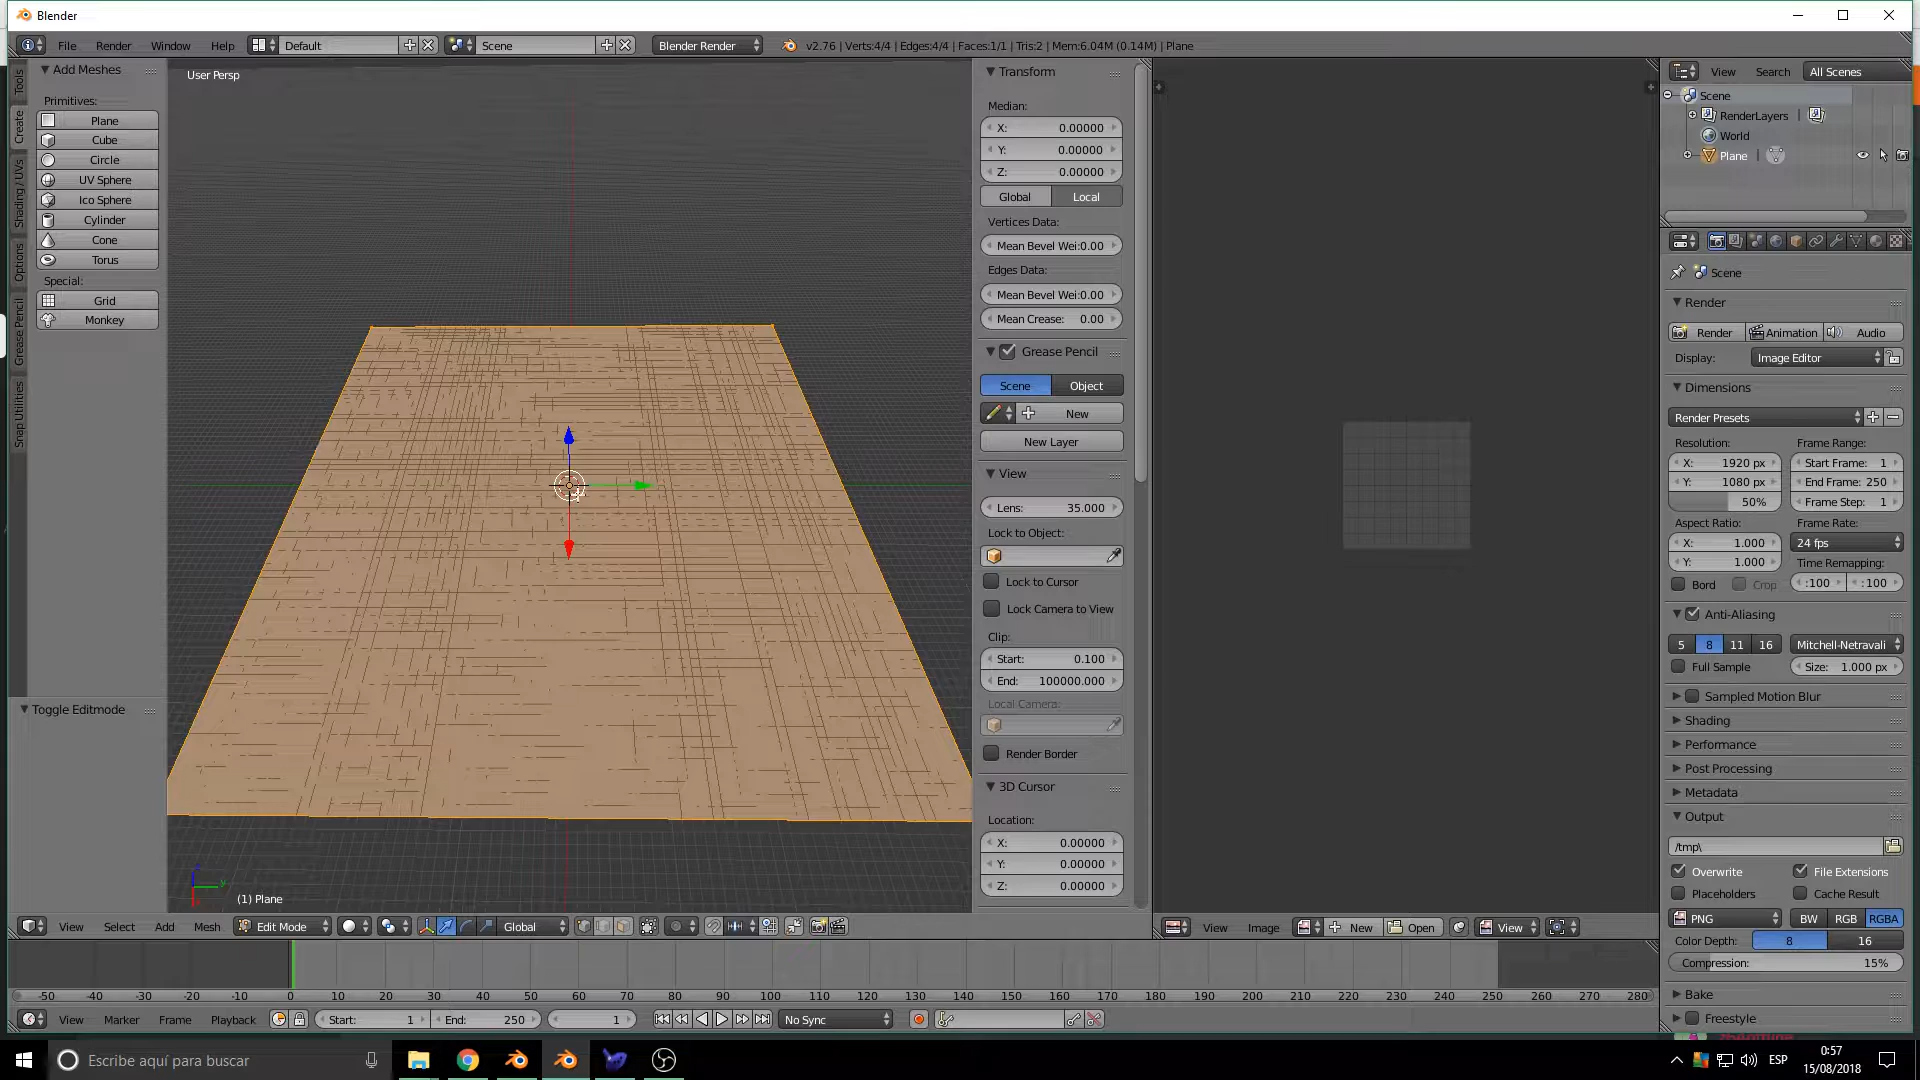 Blender
File Render Window Help Default Scene Blender Render v2.76 | Verts:4/4 | Edges:4/4 | Faces:1/1 | Tris:2 | Mem:6.04M (0.14M) | Plane
Tools
Create
Shading / UVs
Options
Grease Pencil
Snap Utilities
Add Meshes
Primitives:
Plane
Cube
Circle
UV Sphere
Ico Sphere
Cylinder
Cone
Torus
Special:
Grid
Monkey
Toggle Editmode
User Persp
(1) Plane
View Select Add Mesh Edit Mode Global
Transform
Median:
X: 0.00000
Y: 0.00000
Z: 0.00000
Global Local
Vertices Data:
Mean Bevel Wei:0.00
Edges Data:
Mean Bevel Wei:0.00
Mean Crease: 0.00
Grease Pencil
Scene Object
New
New Layer
View
Lens: 35.000
Lock to Object:
Lock to Cursor
Lock Camera to View
Clip:
Start: 0.100
End: 100000.000
Local Camera:
Render Border
3D Cursor
Location:
X: 0.00000
Y: 0.00000
Z: 0.00000
View Image New Open View
View Search All Scenes
Scene
RenderLayers
World
Plane
Scene
Render
Render Animation Audio
Display: Image Editor
Dimensions
Render Presets
Resolution: Frame Range:
X: 1920 px Start Frame: 1
Y: 1080 px End Frame: 250
50% Frame Step: 1
Aspect Ratio: Frame Rate:
X: 1.000 24 fps
Y: 1.000 Time Remapping:
Bord Crop :100 :100
Anti-Aliasing
5 8 11 16 Mitchell-Netravali
Full Sample Size: 1.000 px
Sampled Motion Blur
Shading
Performance
Post Processing
Metadata
Output
/tmp\
Overwrite File Extensions
Placeholders Cache Result
PNG BW RGB RGBA
Color Depth: 8 16
Compression: 15%
Bake
Freestyle
-50 -40 -30 -20 -10 0 10 20 30 40 50 60 70 80 90 100 110 120 130 140 150 160 170 180 190 200 210 220 230 240 250 260 270 280
View Marker Frame Playback Start: 1 End: 250 1 No Sync
Escribe aquí para buscar
ESP
0:57
15/08/2018